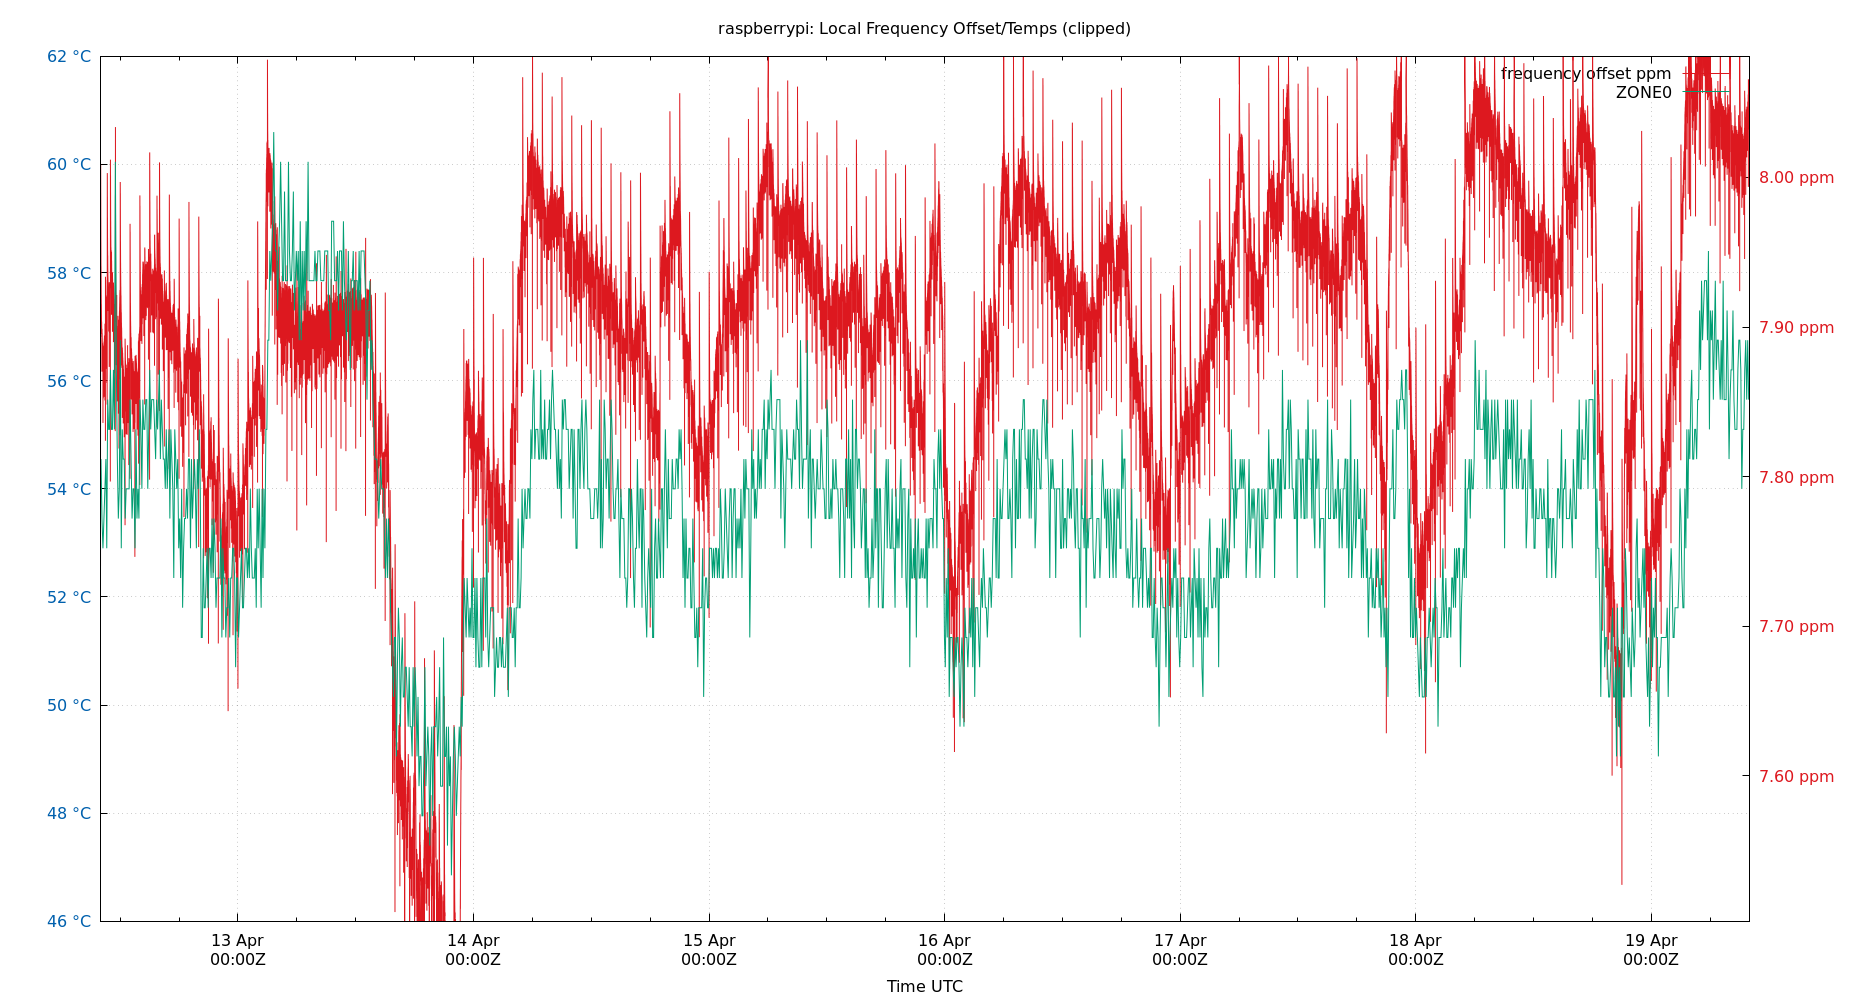 raspberrypi: Local Frequency Offset/Temps (clipped)
62 °C
60 °C
58 °C
56 °C
54 °C
52 °C
50 °C
48 °C
46 °C
frequency offset ppm
ZONE0
8.00 ppm
7.90 ppm
7.80 ppm
7.70 ppm
7.60 ppm
13 Apr
00:00Z
14 Apr
00:00Z
15 Apr
00:00Z
16 Apr
00:00Z
17 Apr
00:00Z
18 Apr
00:00Z
19 Apr
00:00Z
Time UTC